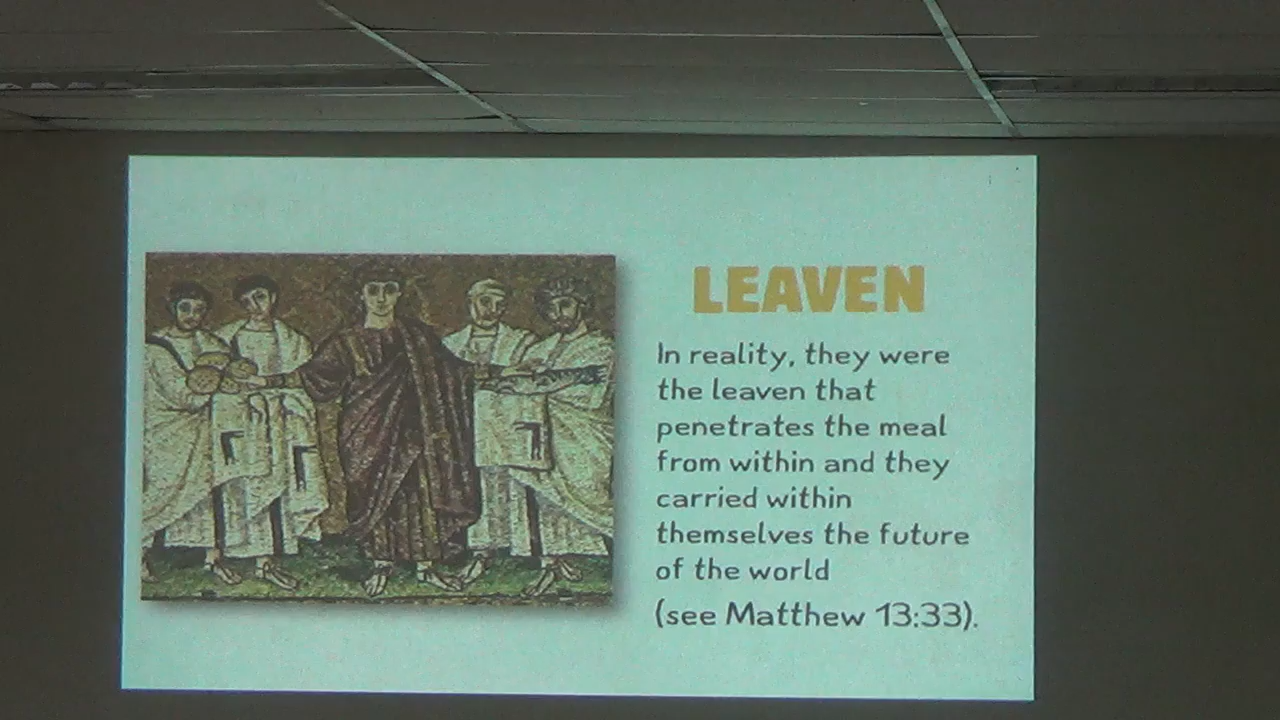 LEAVEN
In reality, they were
the leaven that
penetrates the meal
from within and they
carried within
themselves the future
of the world
(see Matthew 13:33).